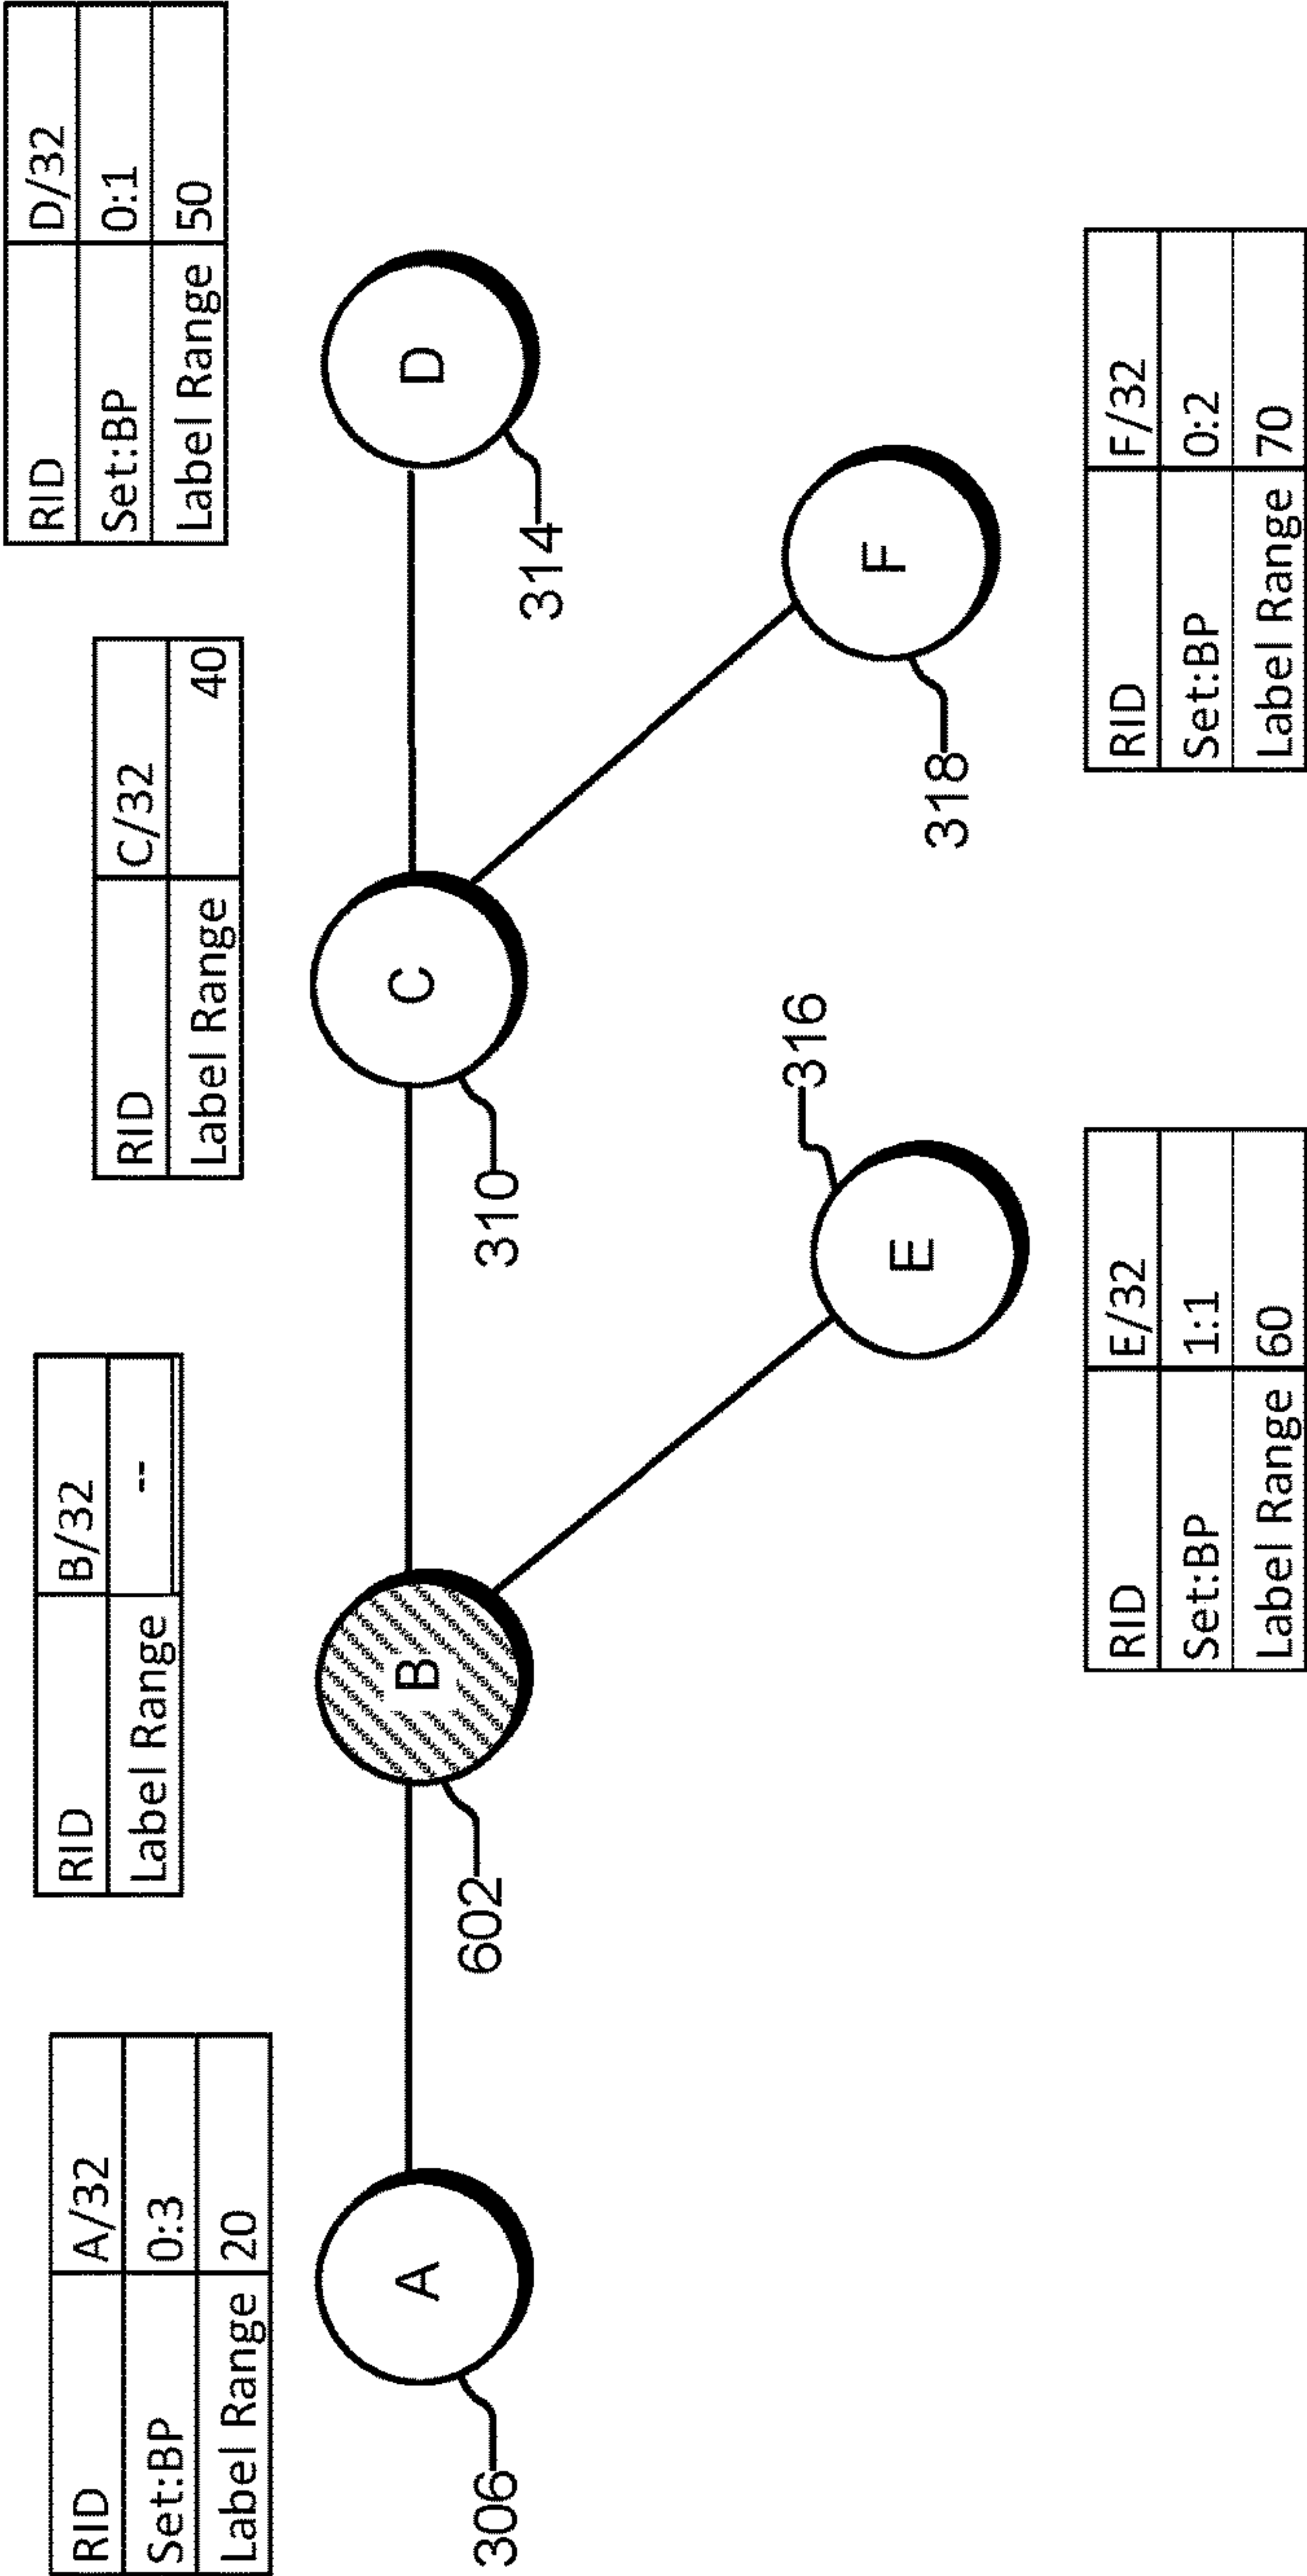 RID A/32
Set:BP 0:3
Label Range 20
RID B/32
Label Range --
RID C/32
Label Range 40
RID D/32
Set:BP 0:1
Label Range 50
A
B
C
D
306
602
310
314
E
F
316
318
RID E/32
Set:BP 1:1
Label Range 60
RID F/32
Set:BP 0:2
Label Range 70